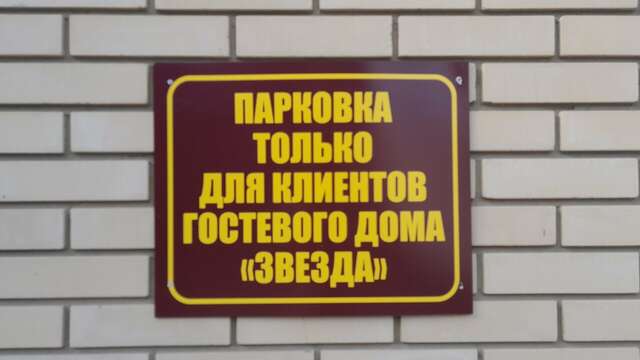 ПАРКОВКА
ТОЛЬКО
ДЛЯ КЛИЕНТОВ
ГОСТЕВОГО ДОМА
«ЗВЕЗДА»